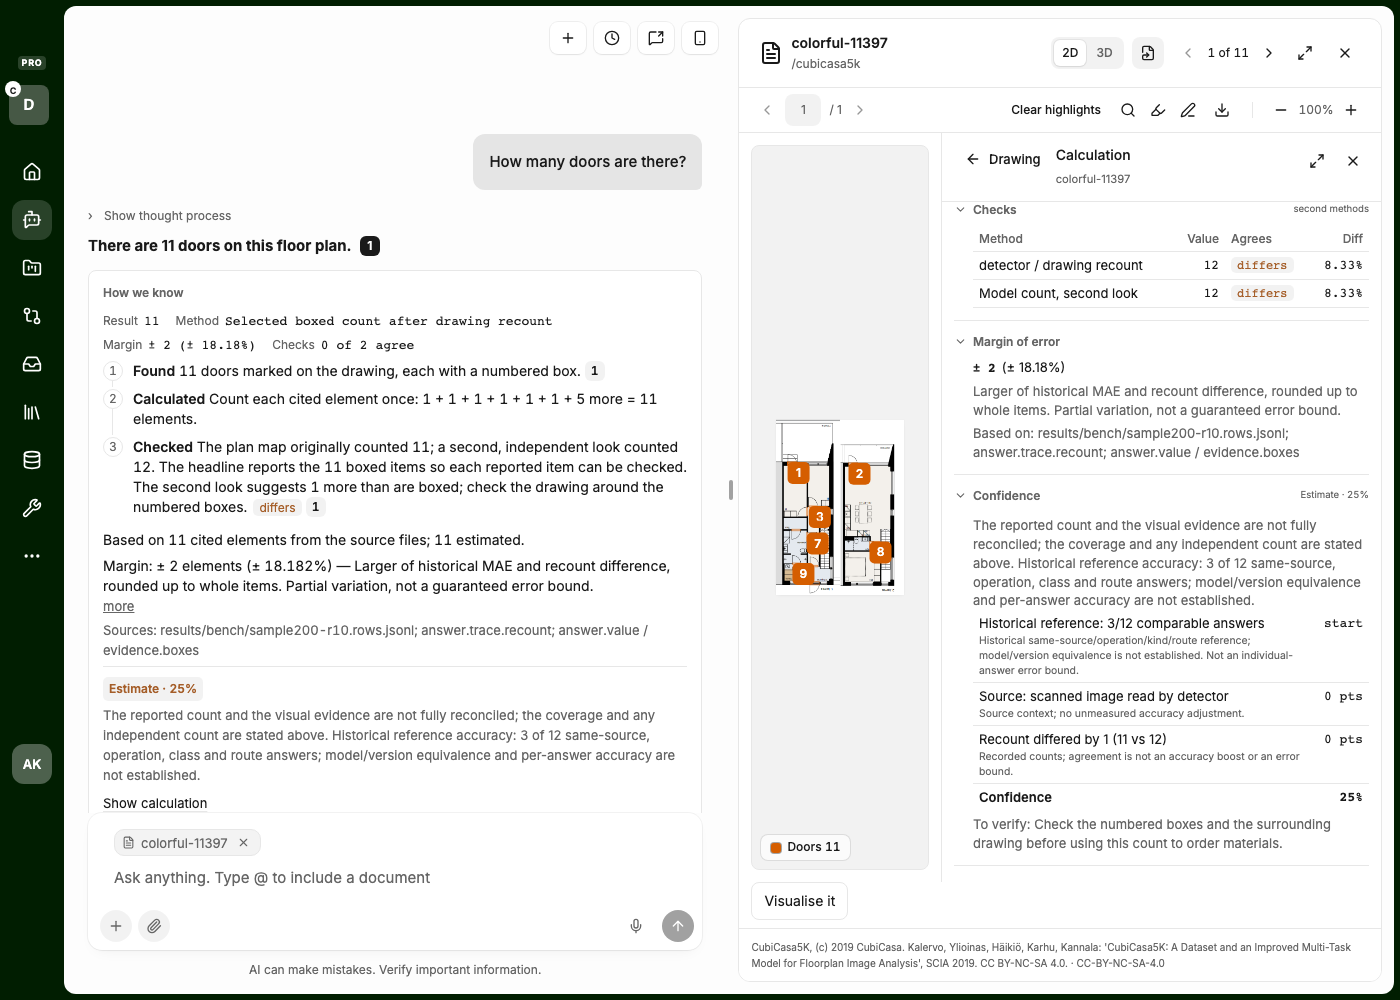 PRO
C
D
AK
How many doors are there?
Show thought process
There are 11 doors on this floor plan. 1
How we know
Result 11 Method Selected boxed count after drawing recount
Margin ± 2 (± 18.18%) Checks 0 of 2 agree
1 Found 11 doors marked on the drawing, each with a numbered box. 1
2 Calculated Count each cited element once: 1 + 1 + 1 + 1 + 1 + 1 + 5 more = 11
elements.
3 Checked The plan map originally counted 11; a second, independent look counted
12. The headline reports the 11 boxed items so each reported item can be checked.
The second look suggests 1 more than are boxed; check the drawing around the
numbered boxes. differs 1
Based on 11 cited elements from the source files; 11 estimated.
Margin: ± 2 elements (± 18.182%) — Larger of historical MAE and recount difference,
rounded up to whole items. Partial variation, not a guaranteed error bound.
more
Sources: results/bench/sample200-r10.rows.jsonl; answer.trace.recount; answer.value /
evidence.boxes
Estimate · 25%
The reported count and the visual evidence are not fully reconciled; the coverage and any
independent count are stated above. Historical reference accuracy: 3 of 12 same-source,
operation, class and route answers; model/version equivalence and per-answer accuracy are
not established.
Show calculation
colorful-11397
Ask anything. Type @ to include a document
AI can make mistakes. Verify important information.
colorful-11397
/cubicasa5k
2D 3D
1 of 11
1 / 1
Clear highlights
100%
1
2
3
7
8
9
Doors 11
Visualise it
Drawing
Calculation
colorful-11397
Checks second methods
Method Value Agrees Diff
detector / drawing recount 12 differs 8.33%
Model count, second look 12 differs 8.33%
Margin of error
± 2 (± 18.18%)
Larger of historical MAE and recount difference, rounded up to
whole items. Partial variation, not a guaranteed error bound.
Based on: results/bench/sample200-r10.rows.jsonl;
answer.trace.recount; answer.value / evidence.boxes
Confidence Estimate · 25%
The reported count and the visual evidence are not fully
reconciled; the coverage and any independent count are stated
above. Historical reference accuracy: 3 of 12 same-source,
operation, class and route answers; model/version equivalence
and per-answer accuracy are not established.
Historical reference: 3/12 comparable answers start
Historical same-source/operation/kind/route reference;
model/version equivalence is not established. Not an individual-
answer error bound.
Source: scanned image read by detector 0 pts
Source context; no unmeasured accuracy adjustment.
Recount differed by 1 (11 vs 12) 0 pts
Recorded counts; agreement is not an accuracy boost or an error
bound.
Confidence 25%
To verify: Check the numbered boxes and the surrounding
drawing before using this count to order materials.
CubiCasa5K, (c) 2019 CubiCasa. Kalervo, Ylioinas, Häikiö, Karhu, Kannala: 'CubiCasa5K: A Dataset and an Improved Multi-Task
Model for Floorplan Image Analysis', SCIA 2019. CC BY-NC-SA 4.0. · CC-BY-NC-SA-4.0